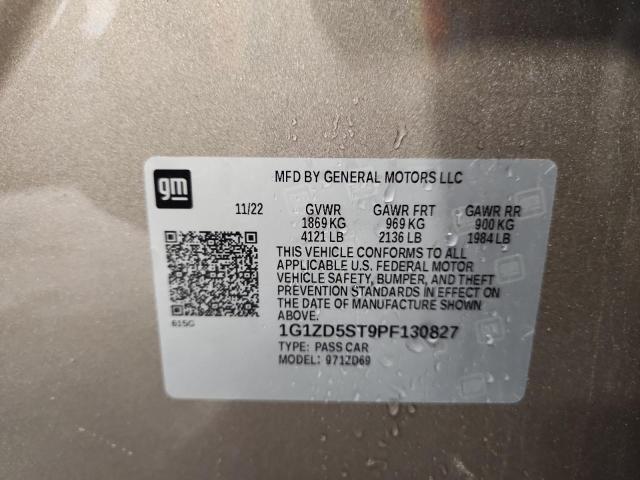 gm
MFD BY GENERAL MOTORS LLC
11/22 GVWR GAWR FRT GAWR RR
1869 KG 969 KG 900 KG
4121 LB 2136 LB 1984 LB
THIS VEHICLE CONFORMS TO ALL
APPLICABLE U.S. FEDERAL MOTOR
VEHICLE SAFETY, BUMPER, AND THEFT
PREVENTION STANDARDS IN EFFECT ON
THE DATE OF MANUFACTURE SHOWN
ABOVE.
615G
1G1ZD5ST9PF130827
TYPE: PASS CAR
MODEL: 971ZD69